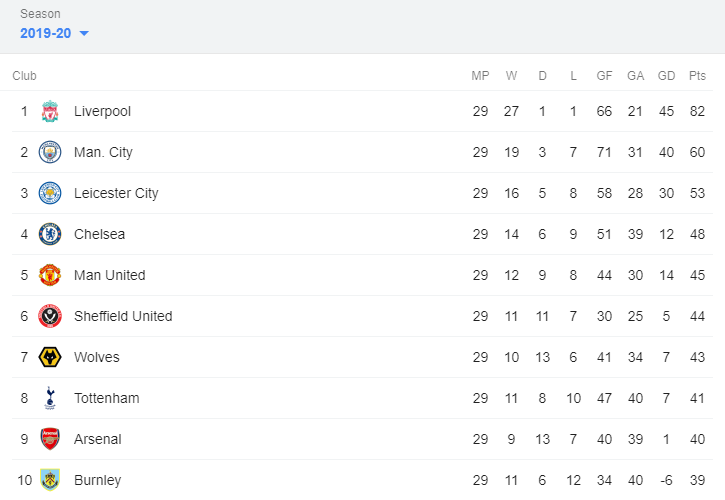 Season
2019-20
Club MP W D L GF GA GD Pts
1 Liverpool 29 27 1 1 66 21 45 82
2 Man. City 29 19 3 7 71 31 40 60
3 Leicester City 29 16 5 8 58 28 30 53
4 Chelsea 29 14 6 9 51 39 12 48
5 Man United 29 12 9 8 44 30 14 45
6 Sheffield United 29 11 11 7 30 25 5 44
7 Wolves 29 10 13 6 41 34 7 43
8 Tottenham 29 11 8 10 47 40 7 41
9 Arsenal 29 9 13 7 40 39 1 40
10 Burnley 29 11 6 12 34 40 -6 39